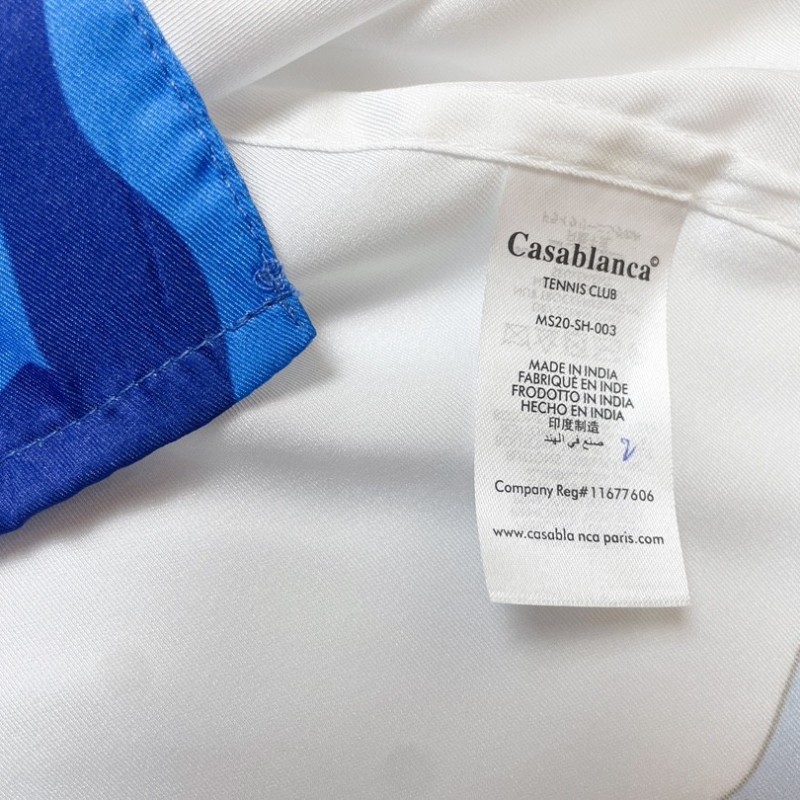 Casablanca©
TENNIS CLUB
MS20-SH-003
MADE IN INDIA
FABRIQUÉ EN INDE
FRODOTTO IN INDIA
HECHO EN INDIA
印度制造
صنع في الهند
Company Reg#11677606
www.casabla nca paris.com